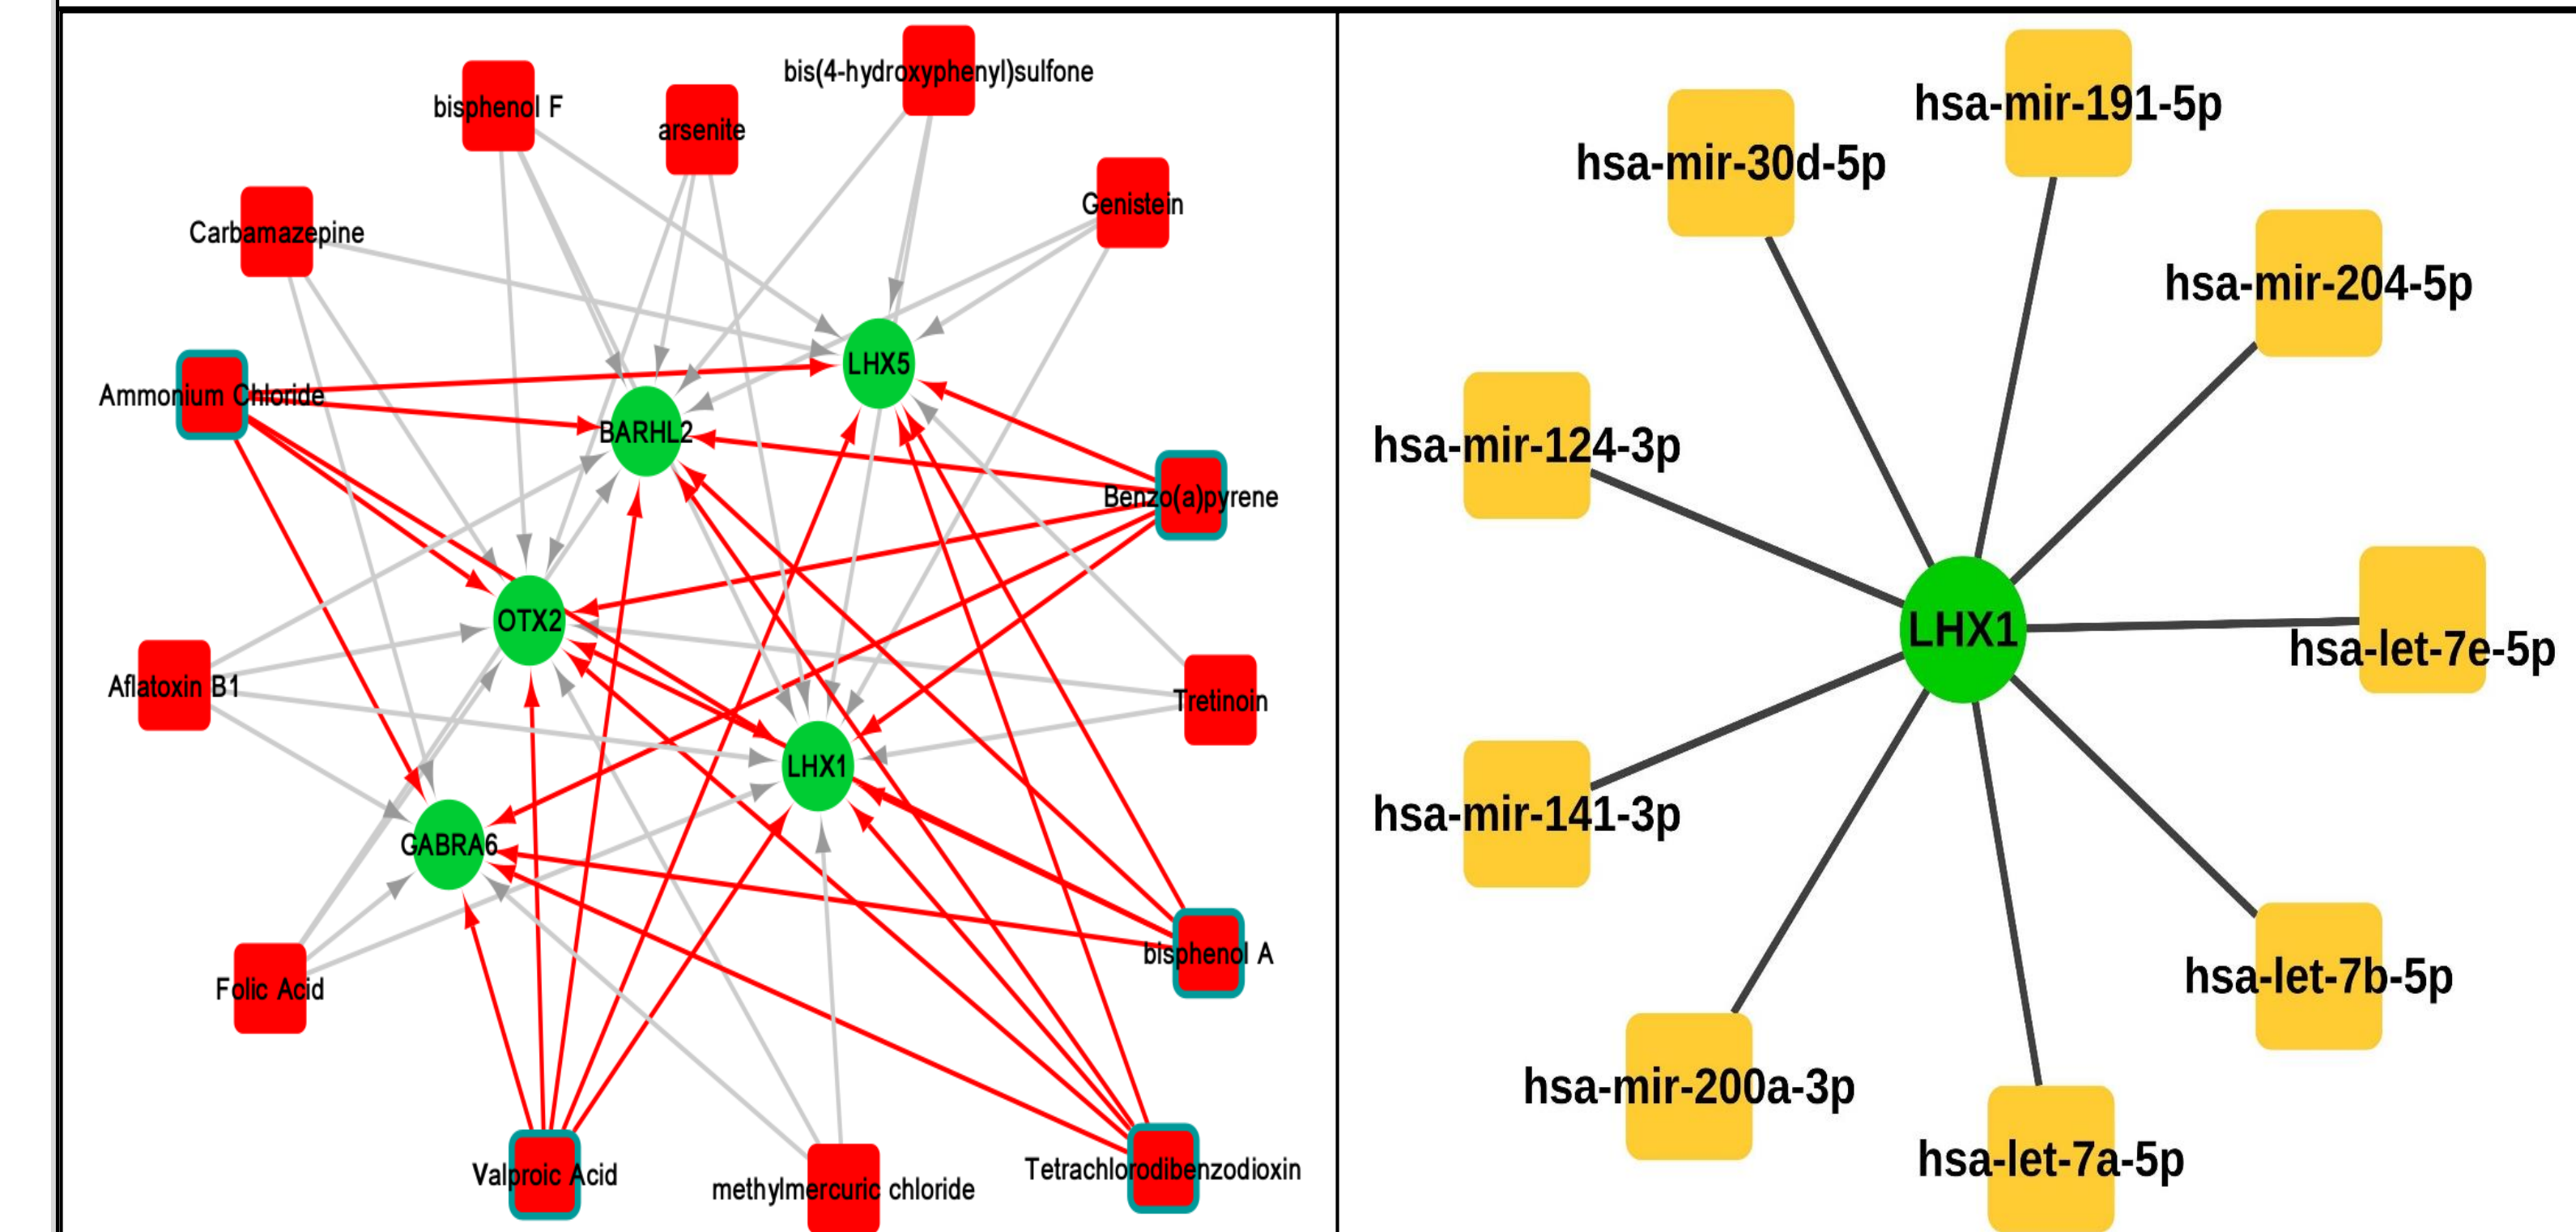 bis(4-hydroxyphenyl)sulfone
bisphenol F
arsenite
Genistein
Carbamazepine
LHX5
Ammonium Chloride
BARHL2
Benzo(a)pyrene
OTX2
Aflatoxin B1
Tretinoin
LHX1
GABRA6
bisphenol A
Folic Acid
Valproic Acid
methylmercuric chloride
Tetrachlorodibenzodioxin
hsa-mir-191-5p
hsa-mir-30d-5p
hsa-mir-204-5p
hsa-mir-124-3p
LHX1
hsa-let-7e-5p
hsa-mir-141-3p
hsa-let-7b-5p
hsa-mir-200a-3p
hsa-let-7a-5p